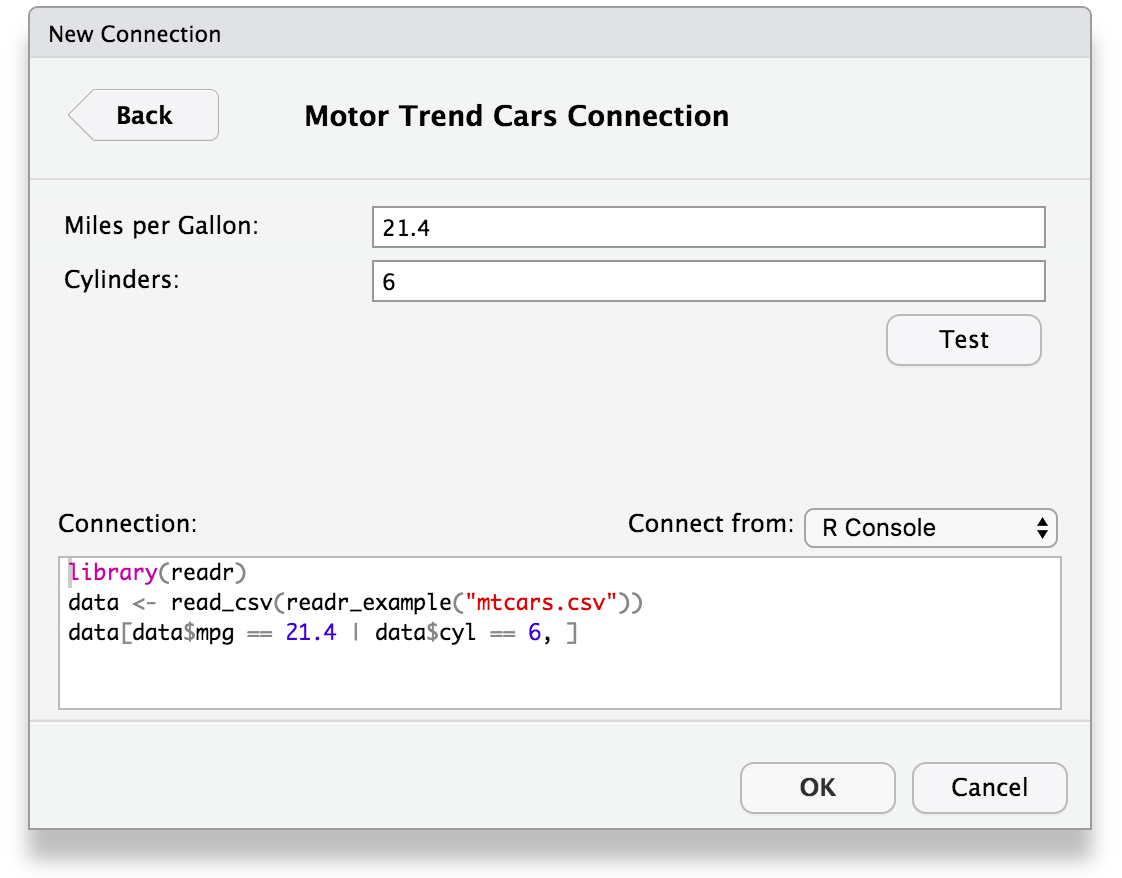 New Connection
Back
Motor Trend Cars Connection
Miles per Gallon:
21.4
Cylinders:
6
Test
Connection:
Connect from:
R Console
library(readr)
data <- read_csv(readr_example("mtcars.csv"))
data[data$mpg == 21.4 | data$cyl == 6, ]
OK
Cancel